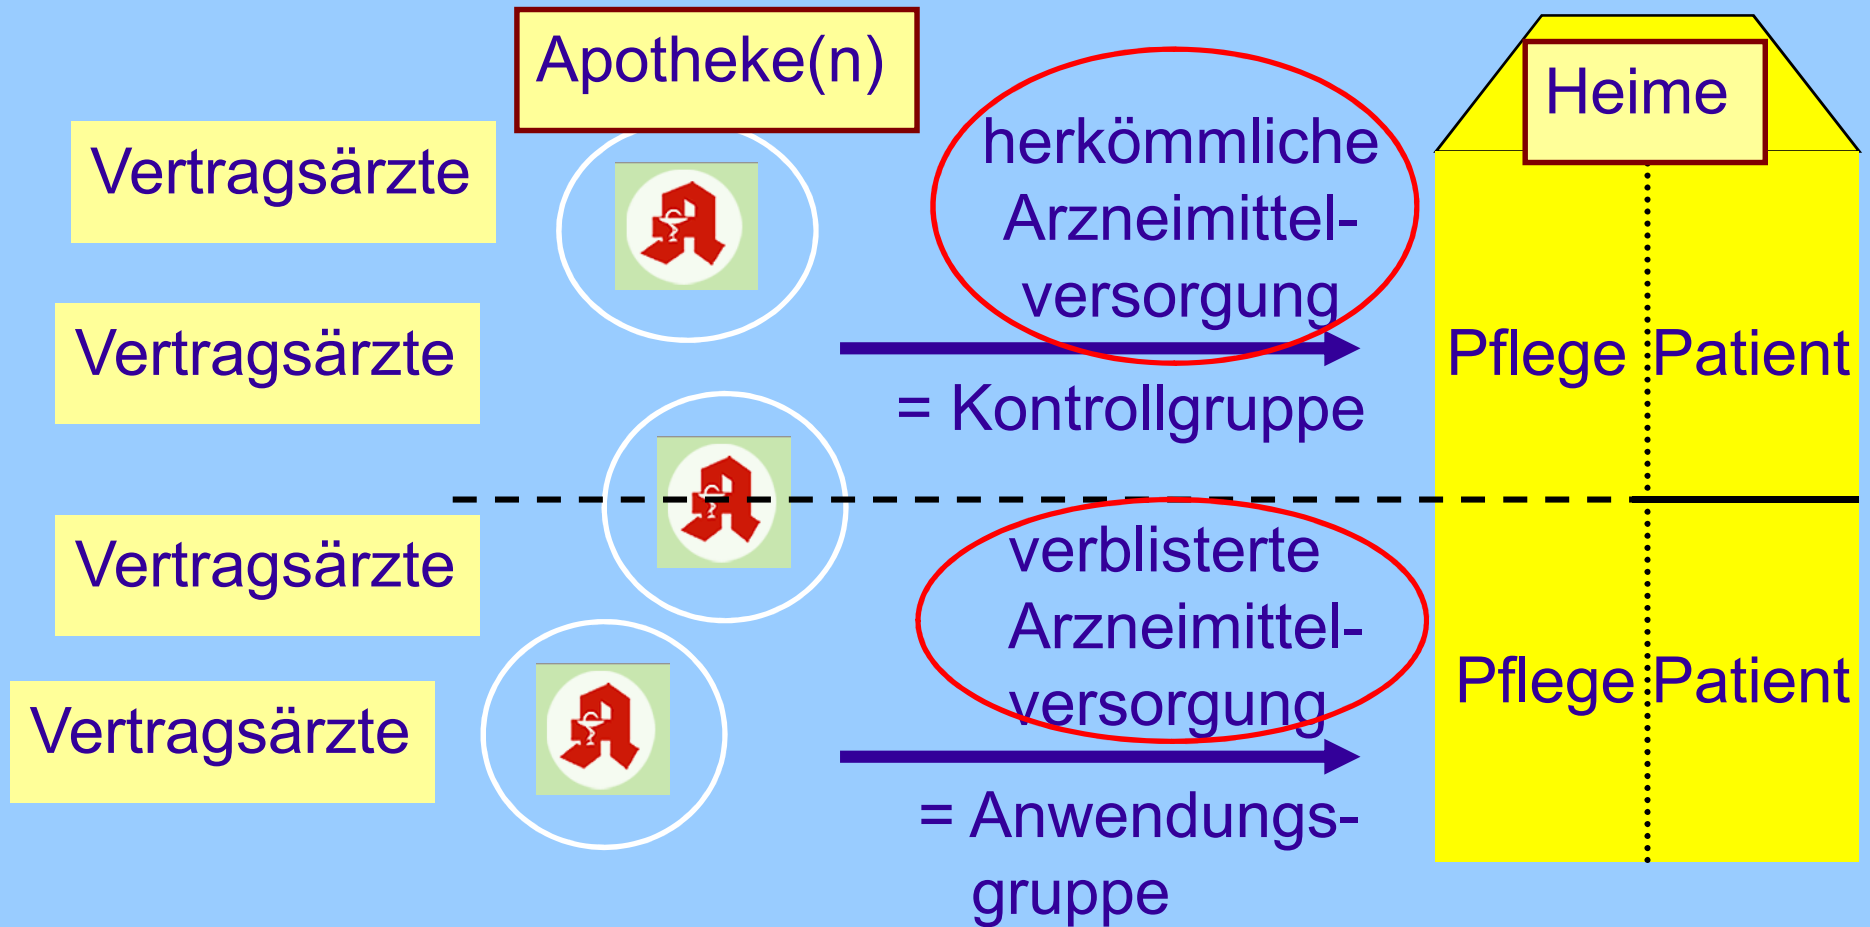 Apotheke(n)
Heime
Vertragsärzte
Vertragsärzte
Vertragsärzte
Vertragsärzte
herkömmliche
Arzneimittel-
versorgung
= Kontrollgruppe
verblisterte
Arzneimittel-
versorgung
= Anwendungs-
gruppe
Pflege Patient
Pflege Patient